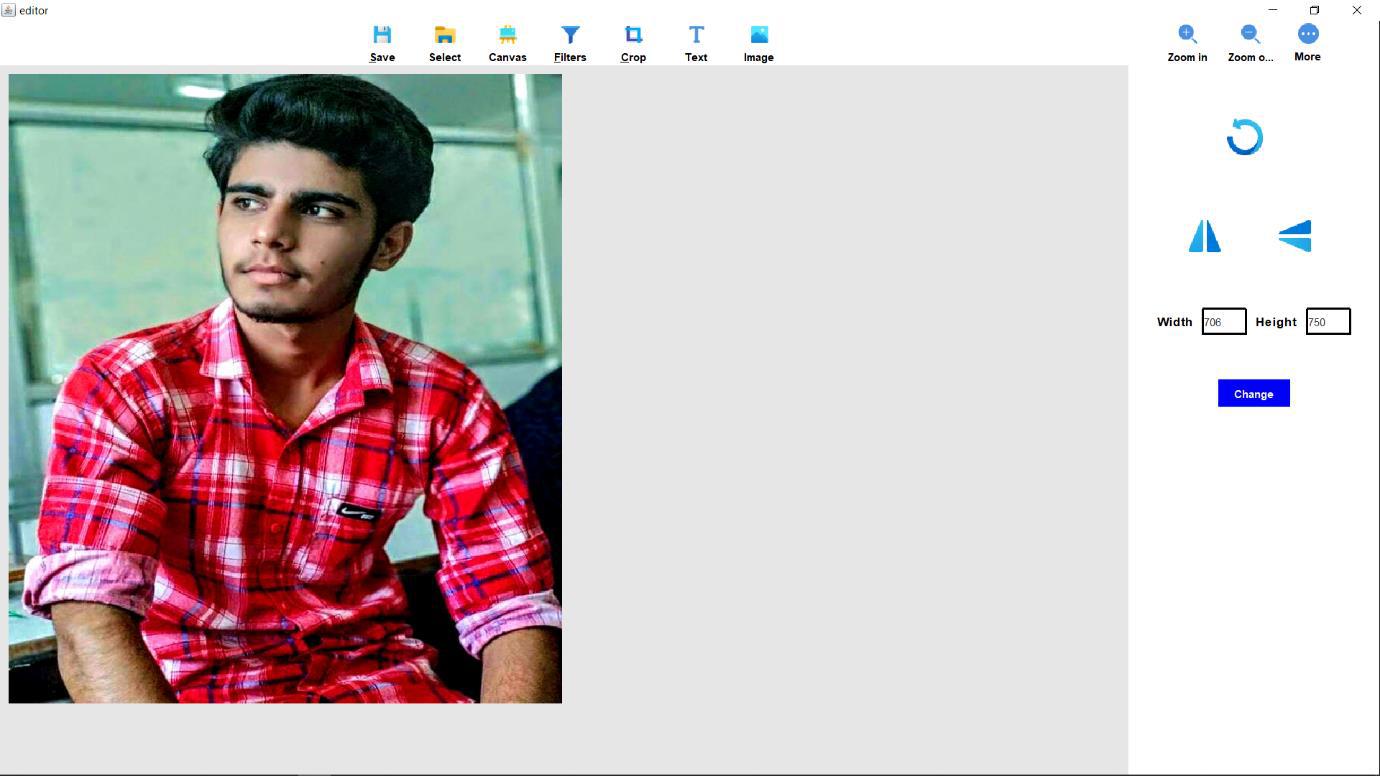 editor
Save Select Canvas Filters Crop Text Image Zoom in Zoom o... More
Width 706 Height 750
Change